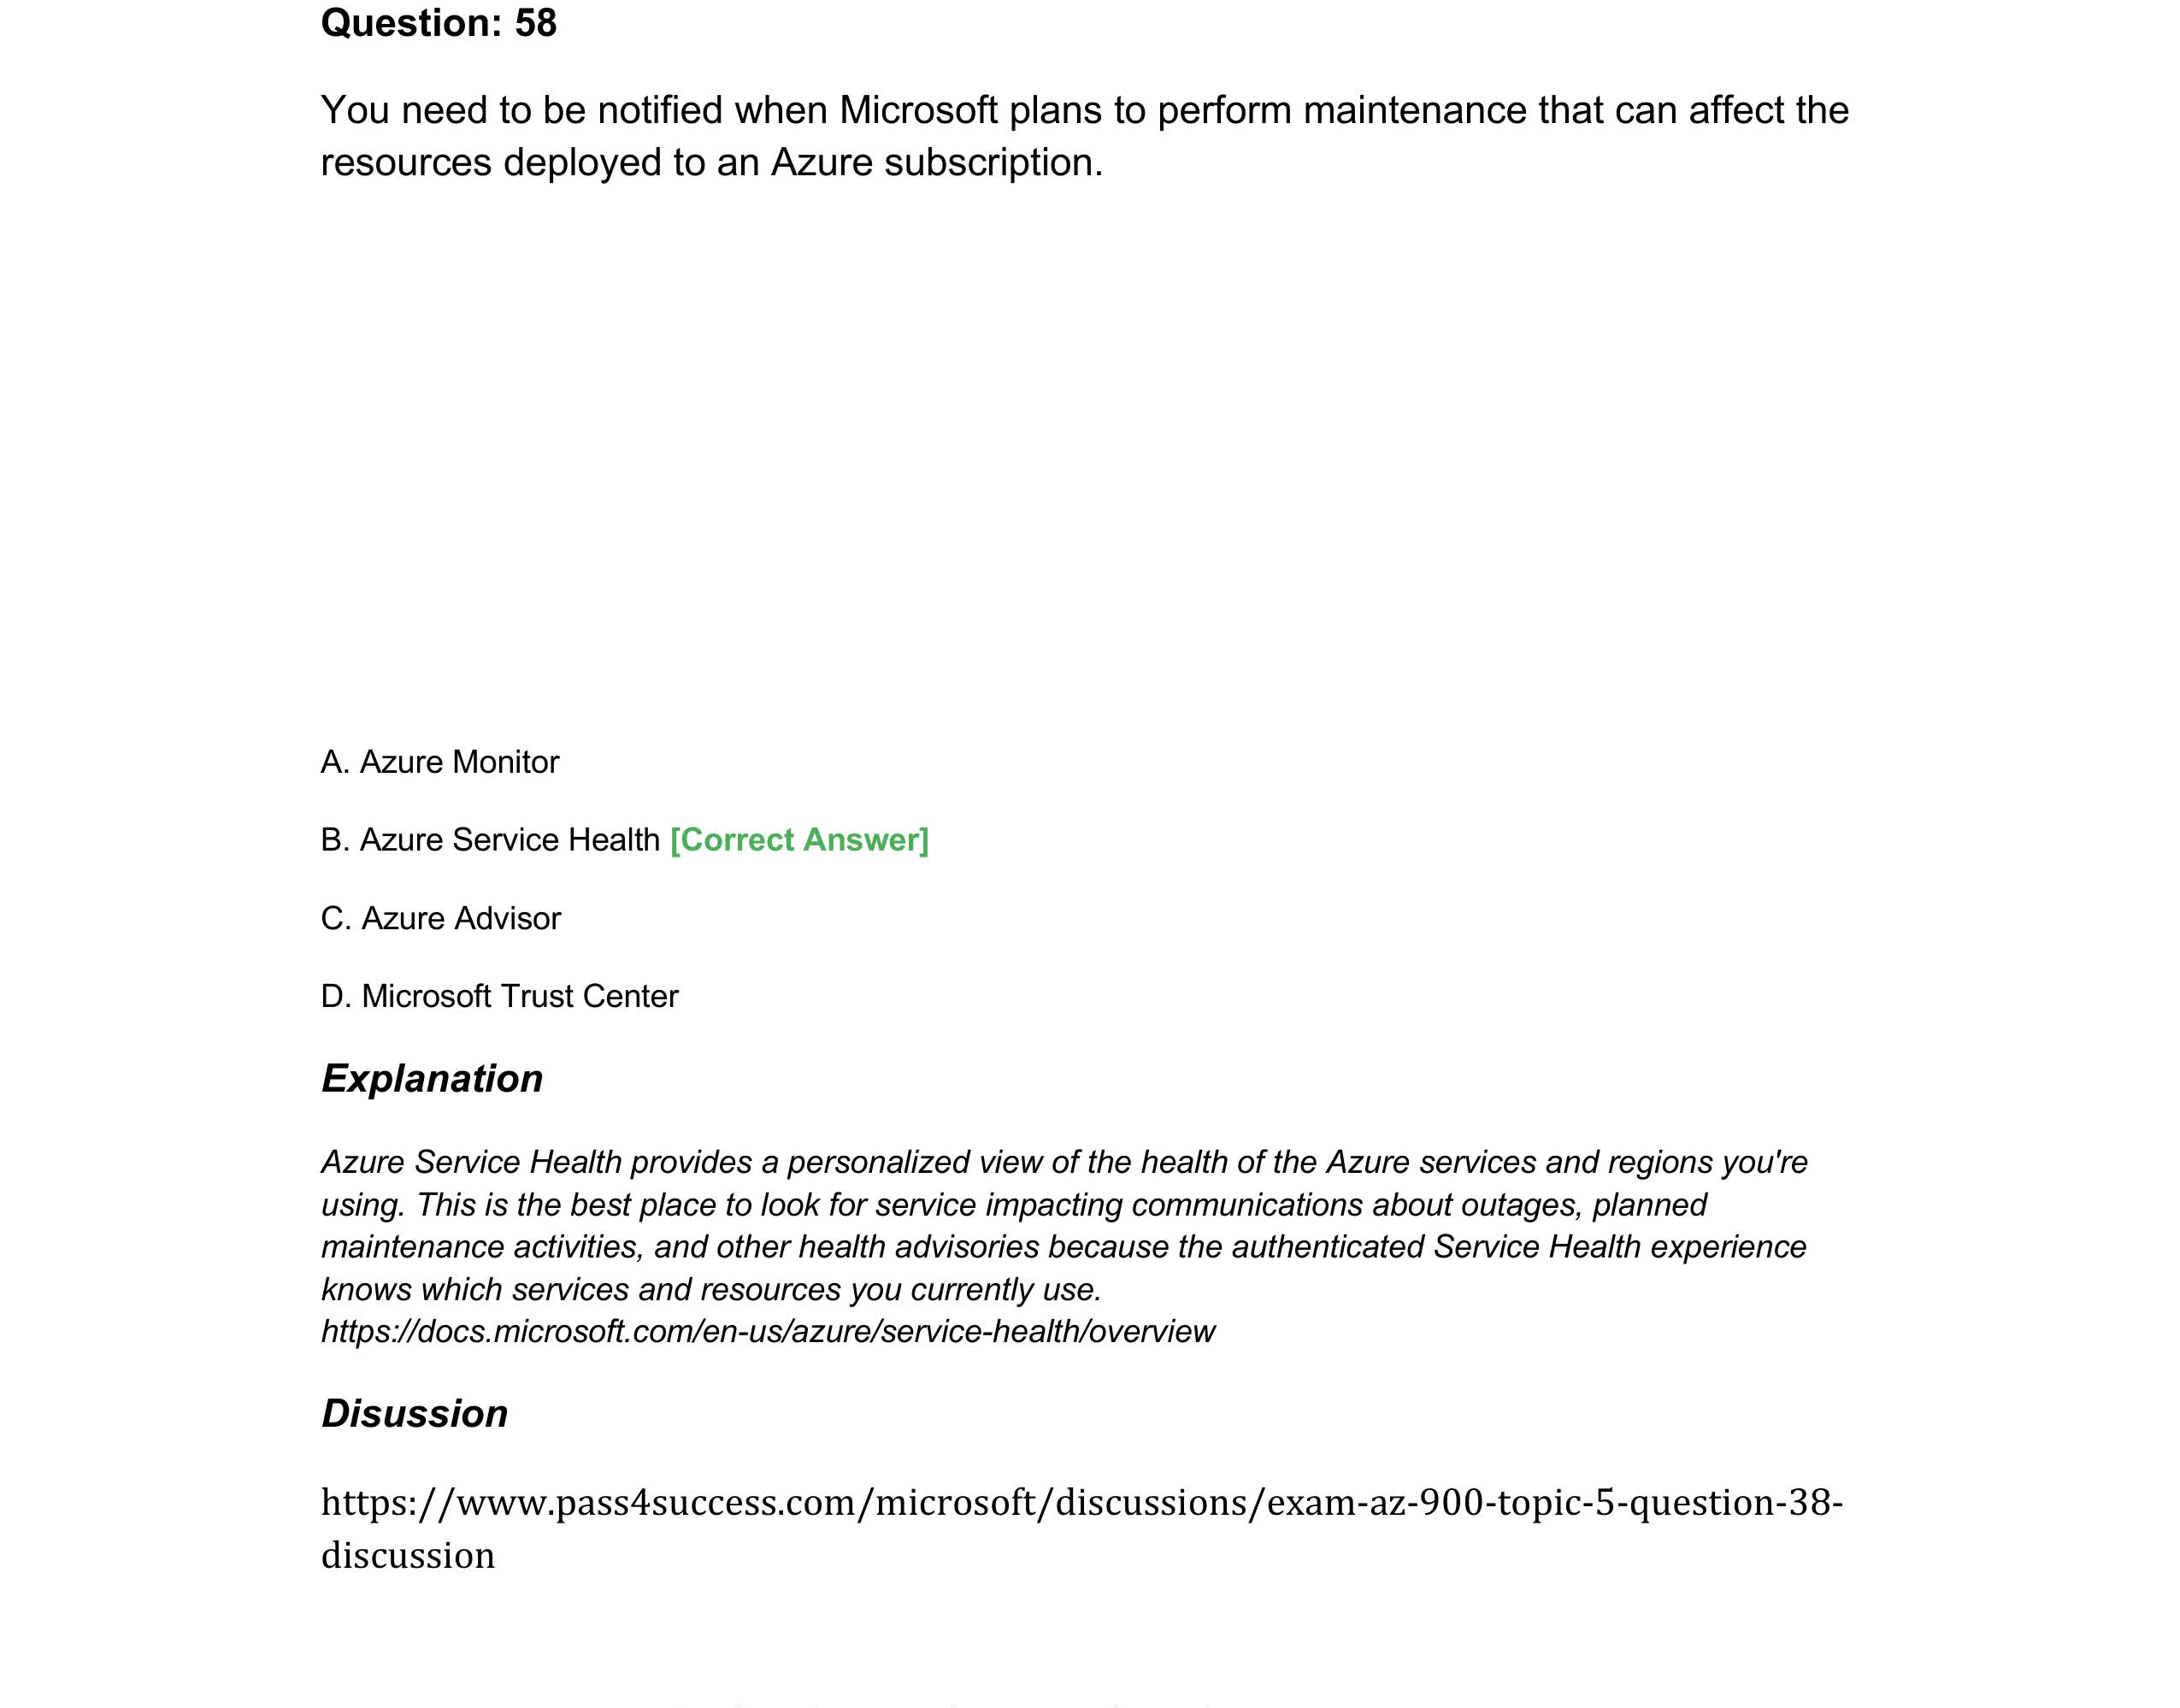 Question: 58
You need to be notified when Microsoft plans to perform maintenance that can affect the
resources deployed to an Azure subscription.
A. Azure Monitor
B. Azure Service Health [Correct Answer]
C. Azure Advisor
D. Microsoft Trust Center
Explanation
Azure Service Health provides a personalized view of the health of the Azure services and regions you're
using. This is the best place to look for service impacting communications about outages, planned
maintenance activities, and other health advisories because the authenticated Service Health experience
knows which services and resources you currently use.
https://docs.microsoft.com/en-us/azure/service-health/overview
Disussion
https://www.pass4success.com/microsoft/discussions/exam-az-900-topic-5-question-38-
discussion